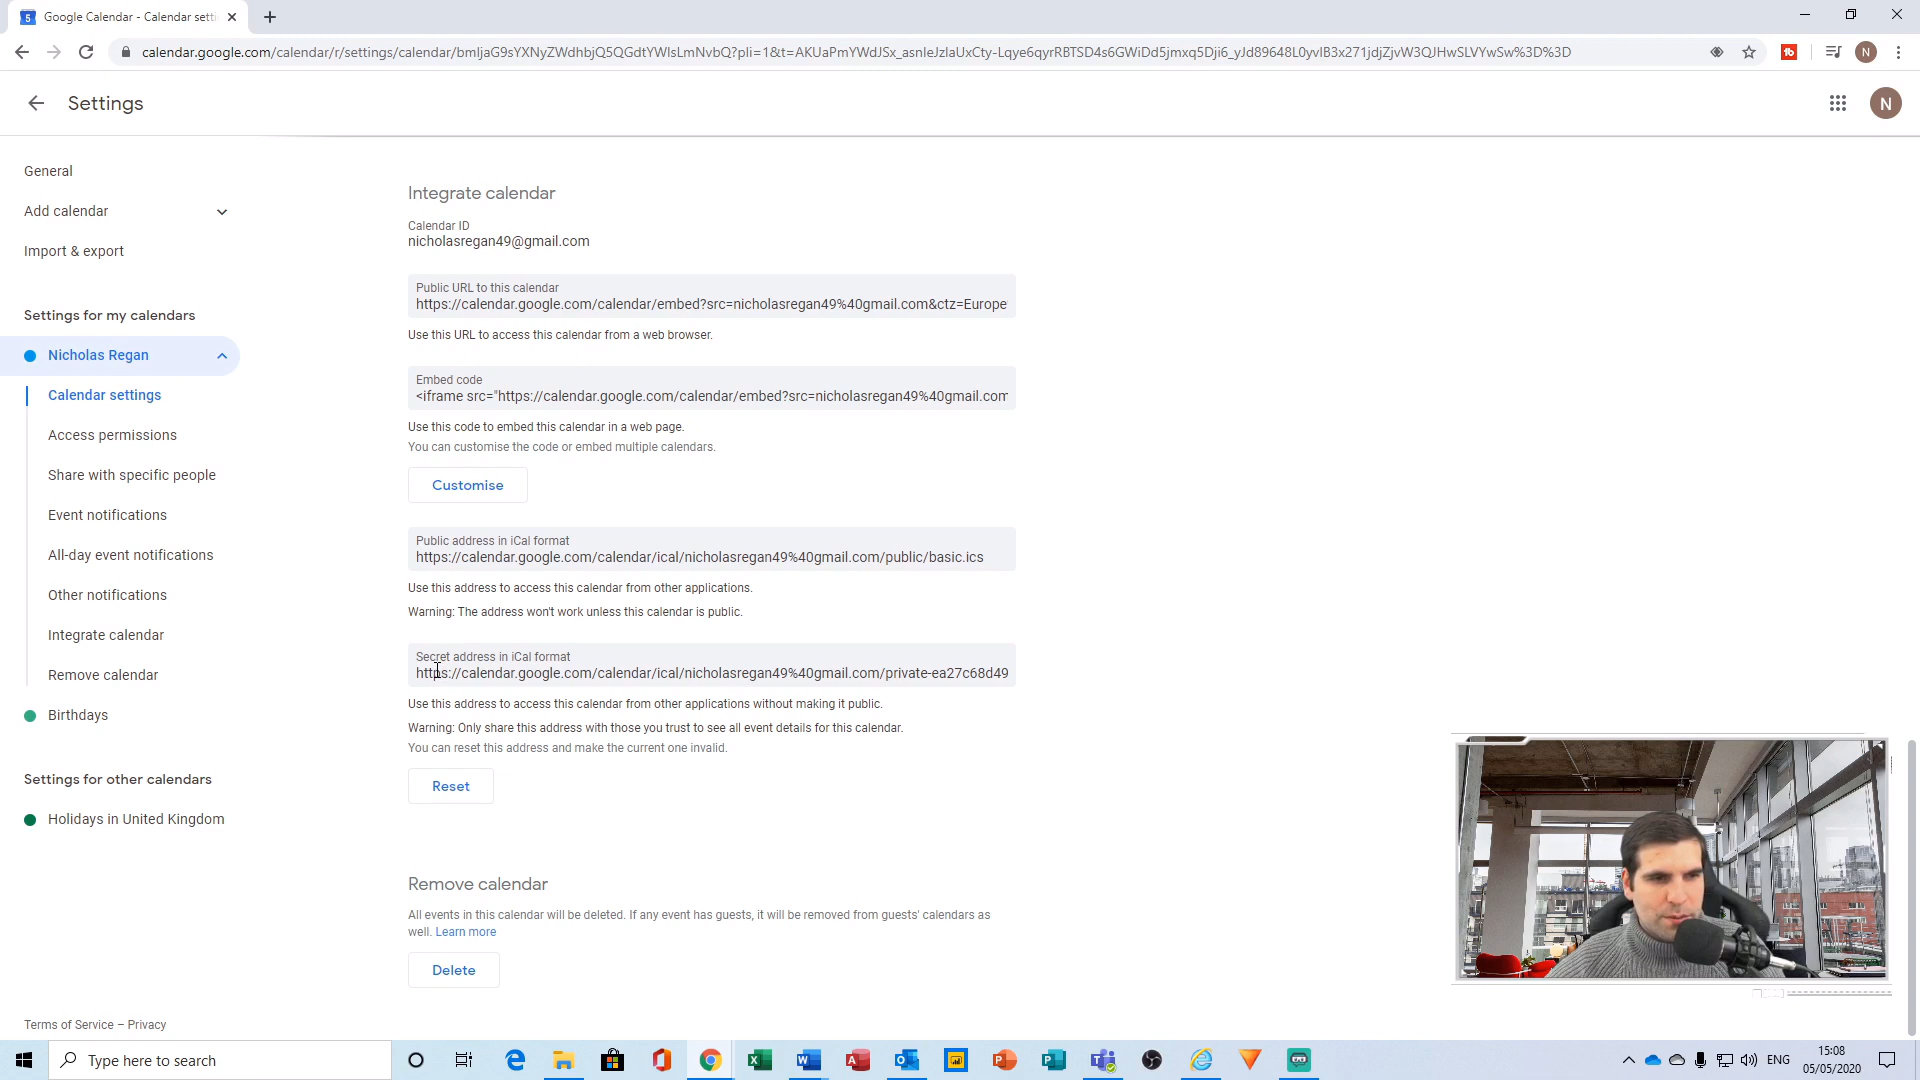 Google Calendar - Calendar setti
calendar.google.com/calendar/r/settings/calendar/bmljaG9sYXNyZWdhbjQ5QGdtYWlsLmNvbQ?pli=1&t=AKUaPmYWdJSx_asnIeJzlaUxCty-Lqye6qyrRBTSD4s6GWiDd5jmxq5Dji6_yJd89648L0yvIB3x271jdjZjvW3QJHwSLVYwSw%3D%3D
N
Settings
N
General
Add calendar
Import & export
Settings for my calendars
Nicholas Regan
Calendar settings
Access permissions
Share with specific people
Event notifications
All-day event notifications
Other notifications
Integrate calendar
Remove calendar
Birthdays
Settings for other calendars
Holidays in United Kingdom
Terms of Service – Privacy
Integrate calendar
Calendar ID
nicholasregan49@gmail.com
Public URL to this calendar
https://calendar.google.com/calendar/embed?src=nicholasregan49%40gmail.com&ctz=Europe
Use this URL to access this calendar from a web browser.
Embed code
<iframe src="https://calendar.google.com/calendar/embed?src=nicholasregan49%40gmail.com
Use this code to embed this calendar in a web page.
You can customise the code or embed multiple calendars.
Customise
Public address in iCal format
https://calendar.google.com/calendar/ical/nicholasregan49%40gmail.com/public/basic.ics
Use this address to access this calendar from other applications.
Warning: The address won't work unless this calendar is public.
Secret address in iCal format
https://calendar.google.com/calendar/ical/nicholasregan49%40gmail.com/private-ea27c68d49
Use this address to access this calendar from other applications without making it public.
Warning: Only share this address with those you trust to see all event details for this calendar.
You can reset this address and make the current one invalid.
Reset
Remove calendar
All events in this calendar will be deleted. If any event has guests, it will be removed from guests' calendars as
well. Learn more
Delete
Type here to search
ENG
15:08
05/05/2020